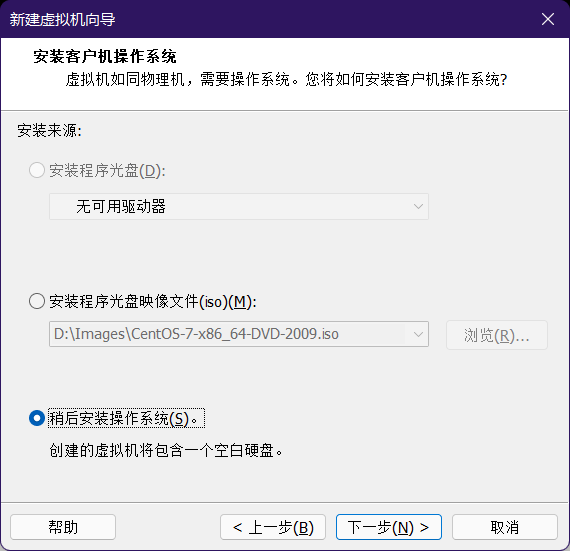 新建虚拟机向导
安装客户机操作系统
虚拟机如同物理机，需要操作系统。您将如何安装客户机操作系统?
安装来源:
安装程序光盘(D):
无可用驱动器
安装程序光盘映像文件(iso)(M):
D:\Images\CentOS-7-x86_64-DVD-2009.iso
浏览(R)...
稍后安装操作系统(S)。
创建的虚拟机将包含一个空白硬盘。
帮助
< 上一步(B)
下一步(N) >
取消